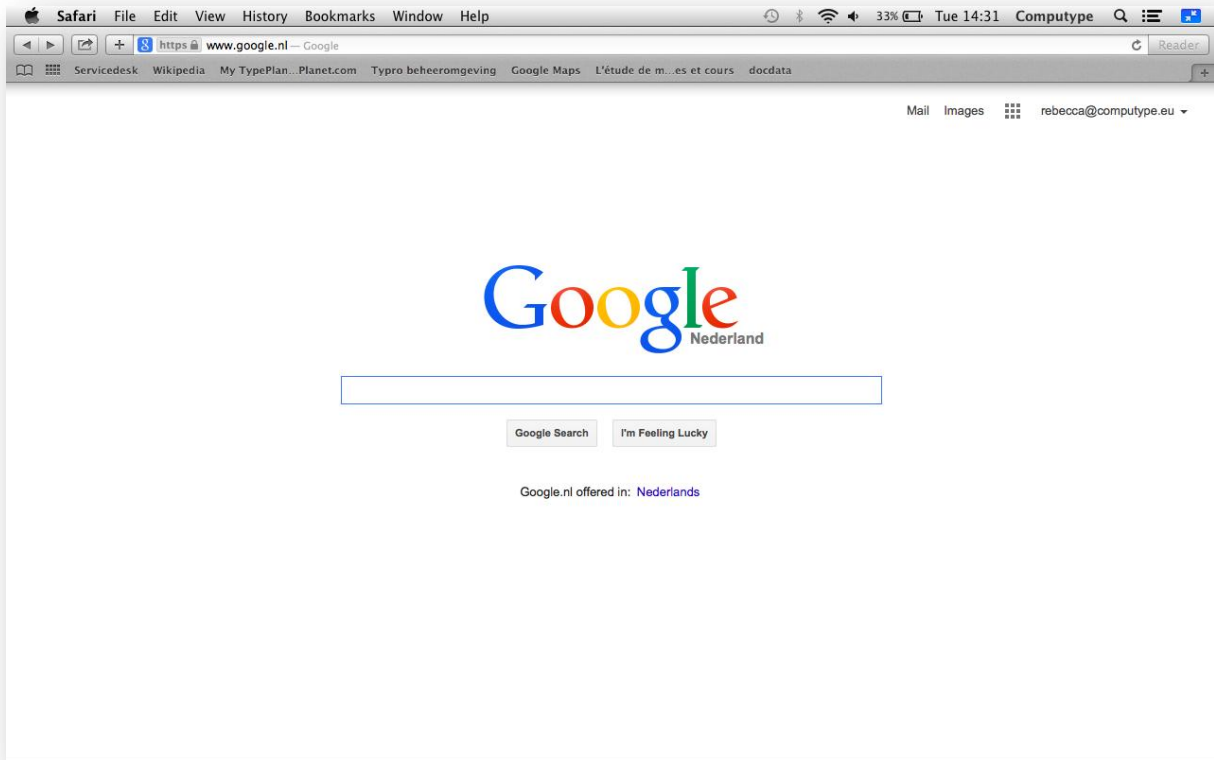 Safari File Edit View History Bookmarks Window Help 33% Tue 14:31 Computype
8 https www.google.nl — Google Reader
Servicedesk Wikipedia My TypePlan...Planet.com Typro beheeromgeving Google Maps L'étude de m...es et cours docdata
Mail Images rebecca@computype.eu
Google
Nederland
Google Search I'm Feeling Lucky
Google.nl offered in: Nederlands